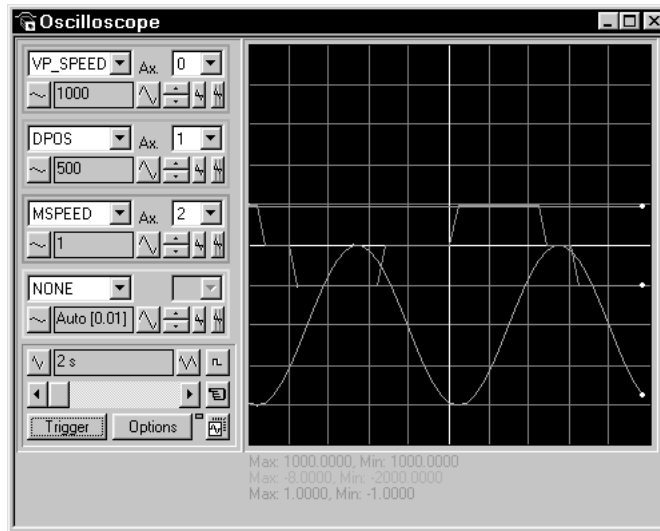 Oscilloscope
VP_SPEED Ax. 0
1000
DPOS Ax. 1
500
MSPEED Ax. 2
1
NONE
Auto [0.01]
2 s
Trigger Options
Max: 1000.0000, Min: 1000.0000
Max: -8.0000, Min: -2000.0000
Max: 1.0000, Min: -1.0000